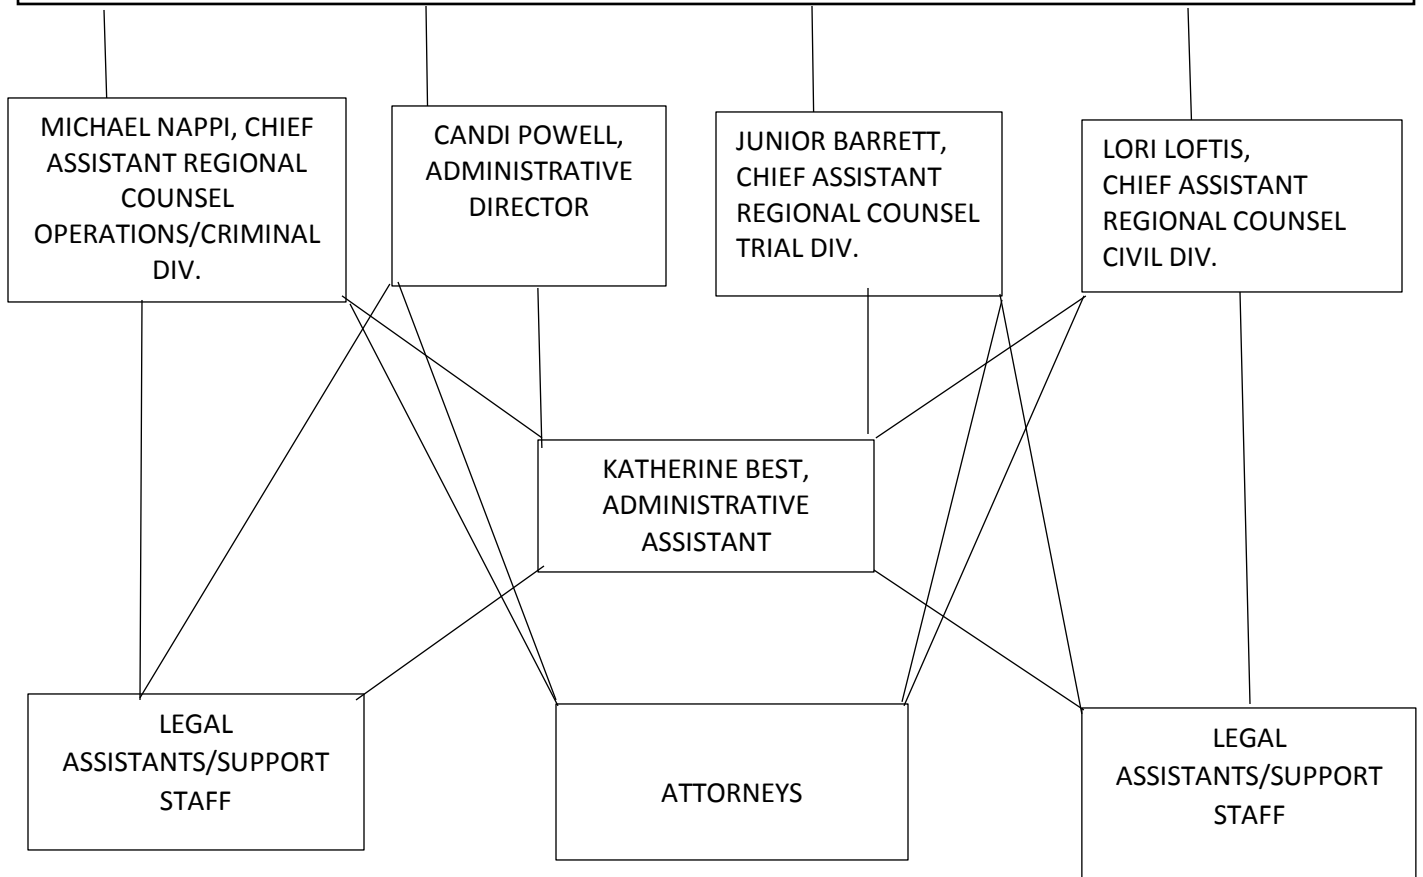 MICHAEL NAPPI, CHIEF
ASSISTANT REGIONAL
COUNSEL
OPERATIONS/CRIMINAL
DIV.
CANDI POWELL,
ADMINISTRATIVE
DIRECTOR
JUNIOR BARRETT,
CHIEF ASSISTANT
REGIONAL COUNSEL
TRIAL DIV.
LORI LOFTIS,
CHIEF ASSISTANT
REGIONAL COUNSEL
CIVIL DIV.
KATHERINE BEST,
ADMINISTRATIVE
ASSISTANT
LEGAL
ASSISTANTS/SUPPORT
STAFF
ATTORNEYS
LEGAL
ASSISTANTS/SUPPORT
STAFF